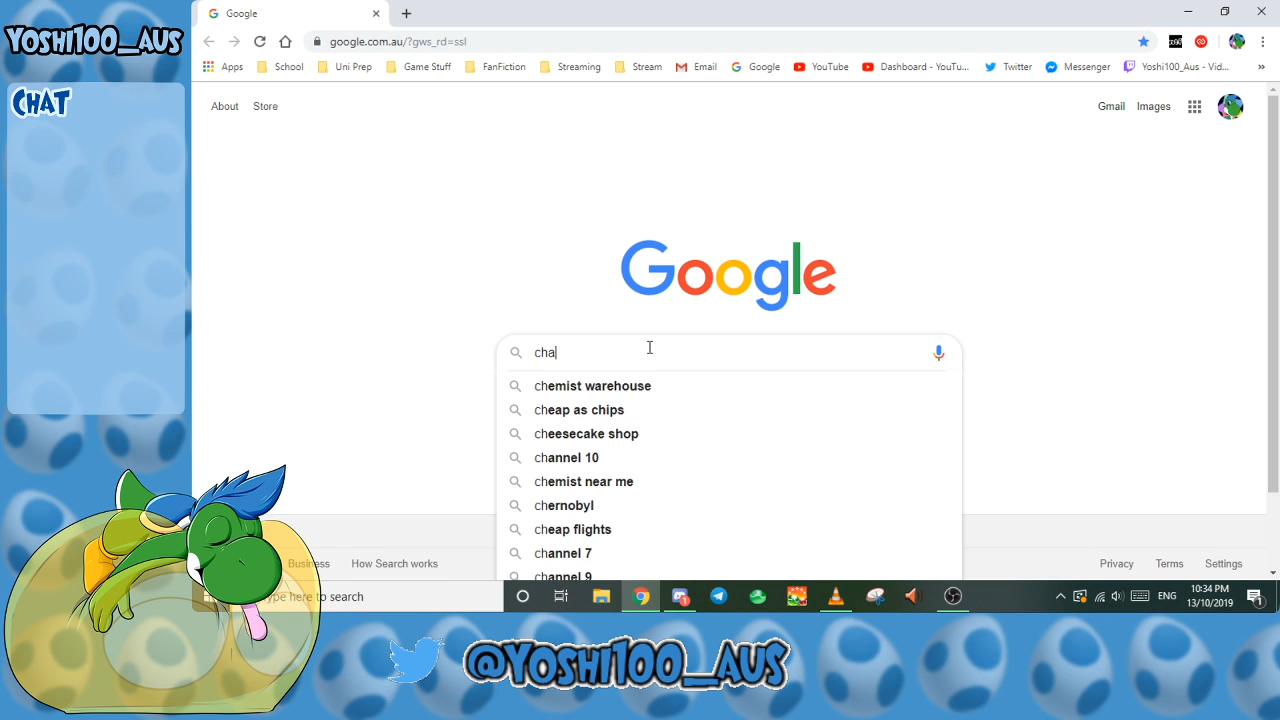 YOSHI100_AUS
CHAT
Google
google.com.au/?gws_rd=ssl
Apps School Uni Prep Game Stuff FanFiction Streaming Stream Email Google YouTube Dashboard - YouTu... Twitter Messenger Yoshi100_Aus - Vid... »
About Store
Gmail Images
Google
cha
chemist warehouse
cheap as chips
cheesecake shop
channel 10
chemist near me
chernobyl
cheap flights
channel 7
channel 9
Business How Search works
Privacy Terms Settings
here to search
ENG
10:34 PM
13/10/2019
@YOSHI100_AUS